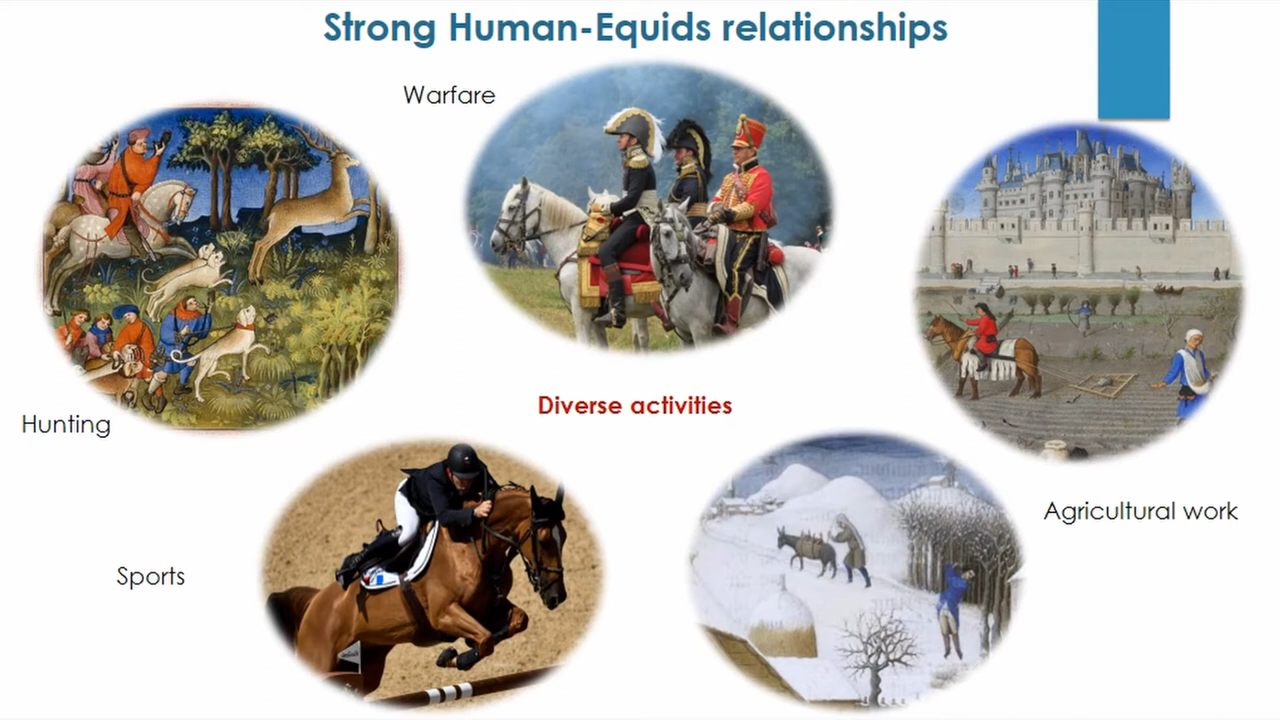 Strong Human-Equids relationships
Warfare
Hunting
Diverse activities
Agricultural work
Sports